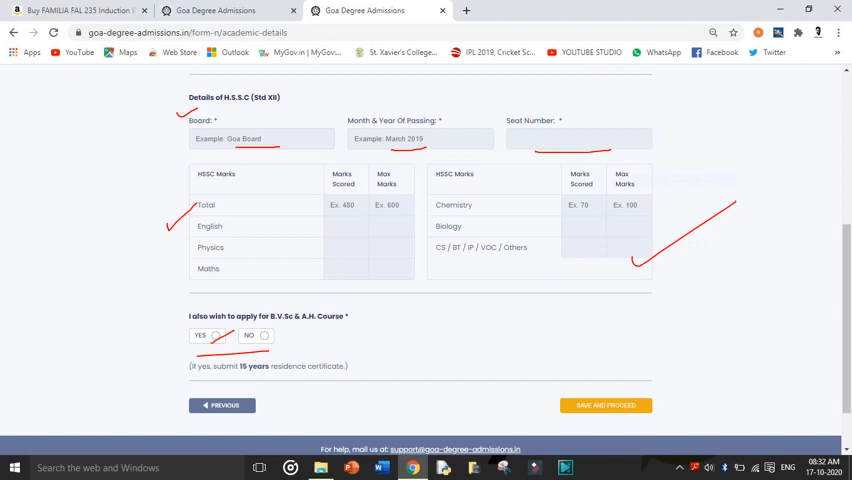 Buy FAMILIA FAL 235 Induction B
Goa Degree Admissions
Goa Degree Admissions
goa-degree-admissions.in/form-n/academic-details
Apps YouTube Maps Web Store Outlook MyGov.in | MyGov: St. Xavier's College... IPL 2019, Cricket Sc... YOUTUBE STUDIO WhatsApp Facebook Twitter
Details of H.S.S.C (Std XII)
Board: * Month & Year Of Passing: * Seat Number: *
Example: Goa Board Example: March 2019
HSSC Marks Marks Scored Max Marks
Total Ex. 480 Ex. 600
English
Physics
Maths
HSSC Marks Marks Scored Max Marks
Chemistry Ex. 70 Ex. 100
Biology
CS / BT / IP / VOC / Others
I also wish to apply for B.V.Sc & A.H. Course *
YES NO
(If yes, submit 15 years residence certificate.)
PREVIOUS SAVE AND PROCEED
For help, mail us at: support@goa-degree-admissions.in
Search the web and Windows
ENG
08:32 AM
17-10-2020